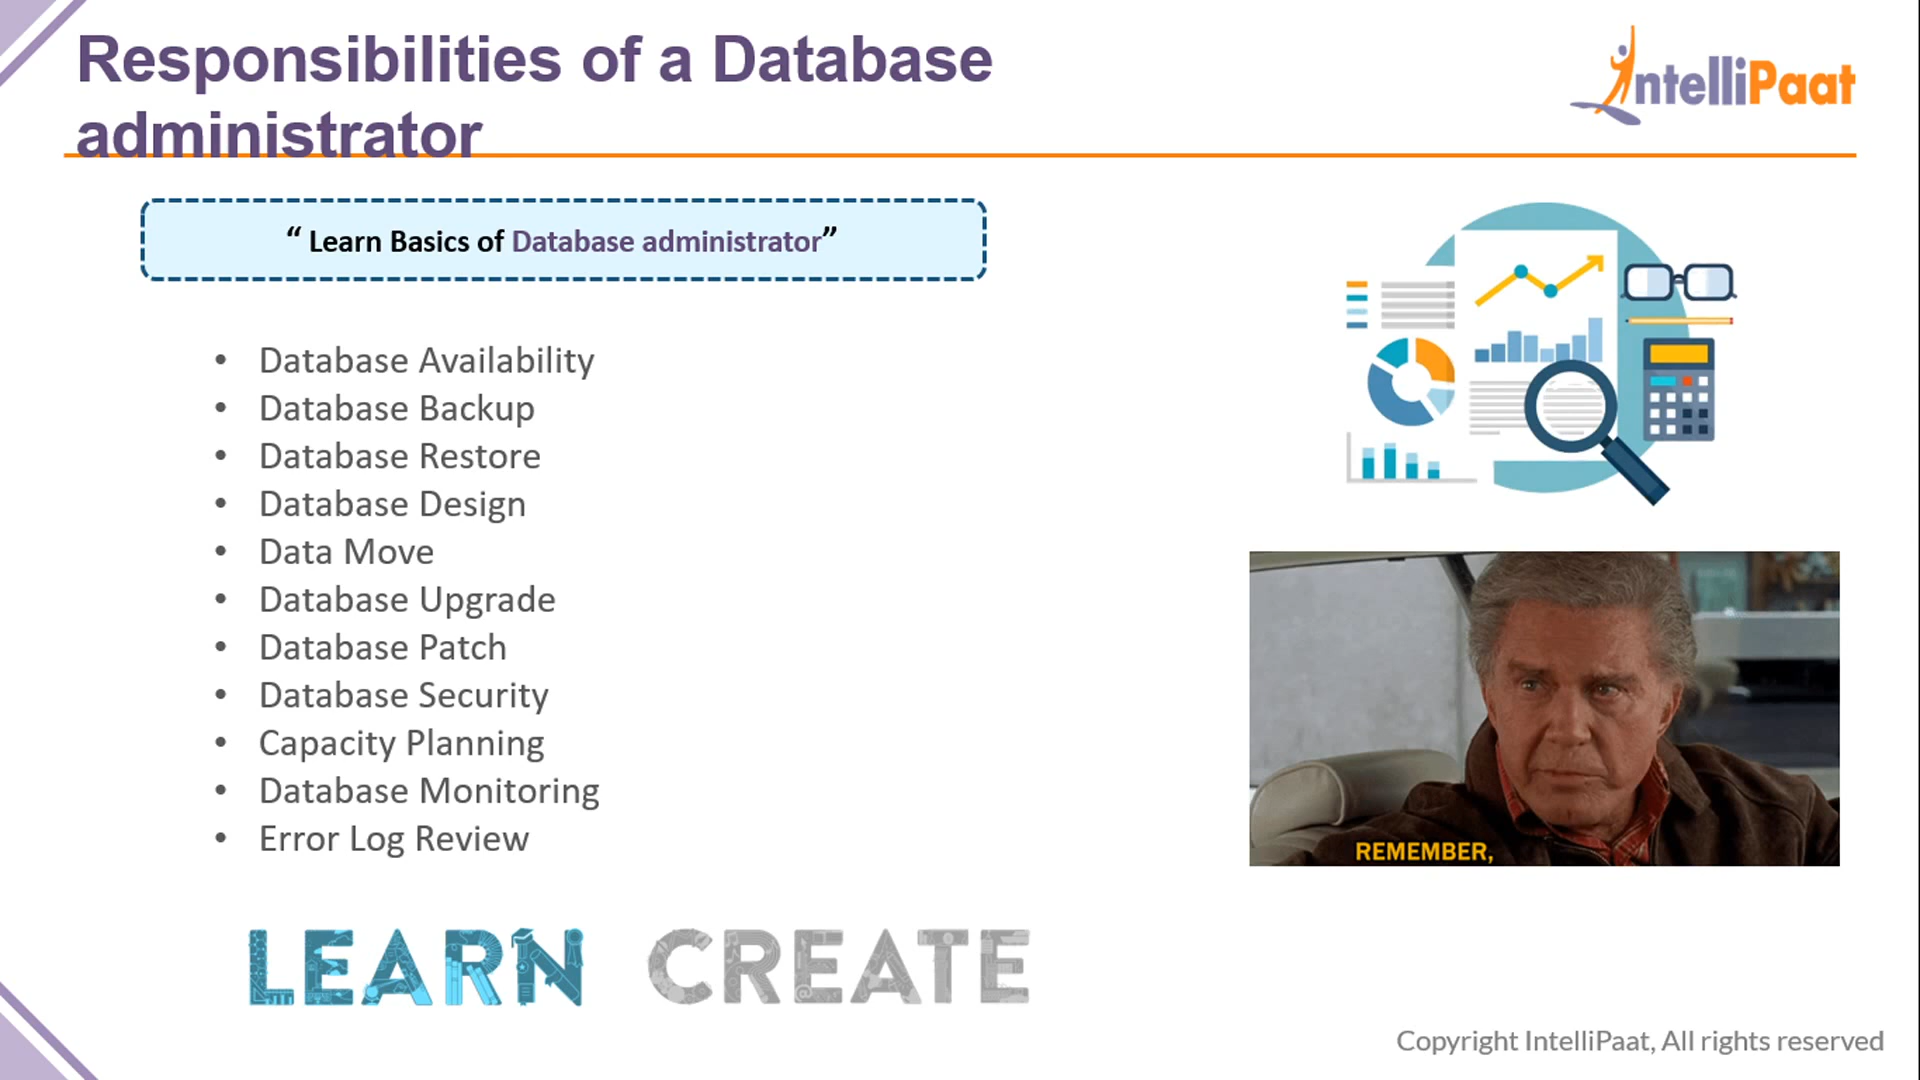 Responsibilities of a Database
administrator
IntelliPaat
“ Learn Basics of Database administrator”
• Database Availability
• Database Backup
• Database Restore
• Database Design
• Data Move
• Database Upgrade
• Database Patch
• Database Security
• Capacity Planning
• Database Monitoring
• Error Log Review
REMEMBER,
LEARN CREATE
Copyright IntelliPaat, All rights reserved